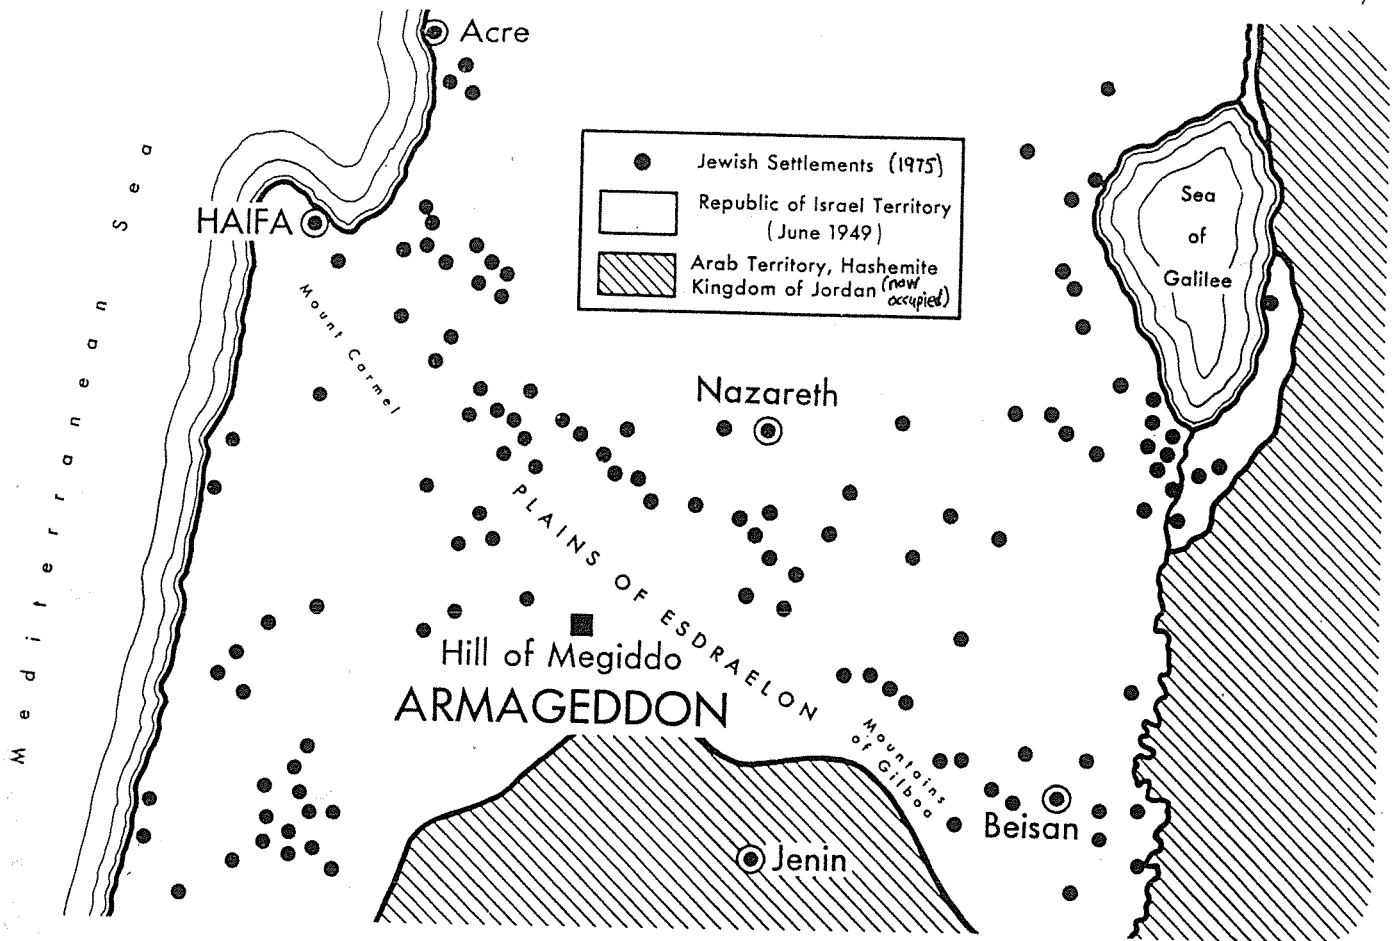 Acre
Mediterranean Sea
HAIFA
Mount Carmel
Jewish Settlements (1975)
Republic of Israel Territory
(June 1949)
Arab Territory, Hashemite
Kingdom of Jordan (now
occupied)
Sea
of
Galilee
Nazareth
PLAINS OF ESDRAELON
Hill of Megiddo
ARMAGEDDON
Mountains
of Gilboa
Beisan
Jenin